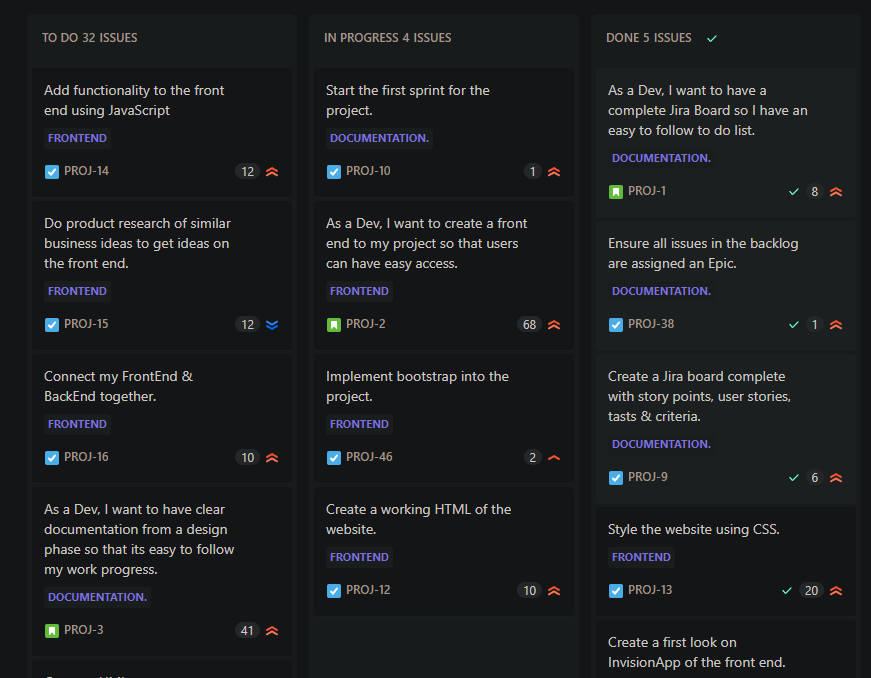 TO DO 32 ISSUES
Add functionality to the front
end using JavaScript
FRONTEND
PROJ-14 12
Do product research of similar
business ideas to get ideas on
the front end.
FRONTEND
PROJ-15 12
Connect my FrontEnd &
BackEnd together.
FRONTEND
PROJ-16 10
As a Dev, I want to have clear
documentation from a design
phase so that its easy to follow
my work progress.
DOCUMENTATION.
PROJ-3 41
IN PROGRESS 4 ISSUES
Start the first sprint for the
project.
DOCUMENTATION.
PROJ-10 1
As a Dev, I want to create a front
end to my project so that users
can have easy access.
FRONTEND
PROJ-2 68
Implement bootstrap into the
project.
FRONTEND
PROJ-46 2
Create a working HTML of the
website.
FRONTEND
PROJ-12 10
DONE 5 ISSUES
As a Dev, I want to have a
complete Jira Board so I have an
easy to follow to do list.
DOCUMENTATION.
PROJ-1 8
Ensure all issues in the backlog
are assigned an Epic.
DOCUMENTATION.
PROJ-38 1
Create a Jira board complete
with story points, user stories,
tasts & criteria.
DOCUMENTATION.
PROJ-9 6
Style the website using CSS.
FRONTEND
PROJ-13 20
Create a first look on
InvisionApp of the front end.